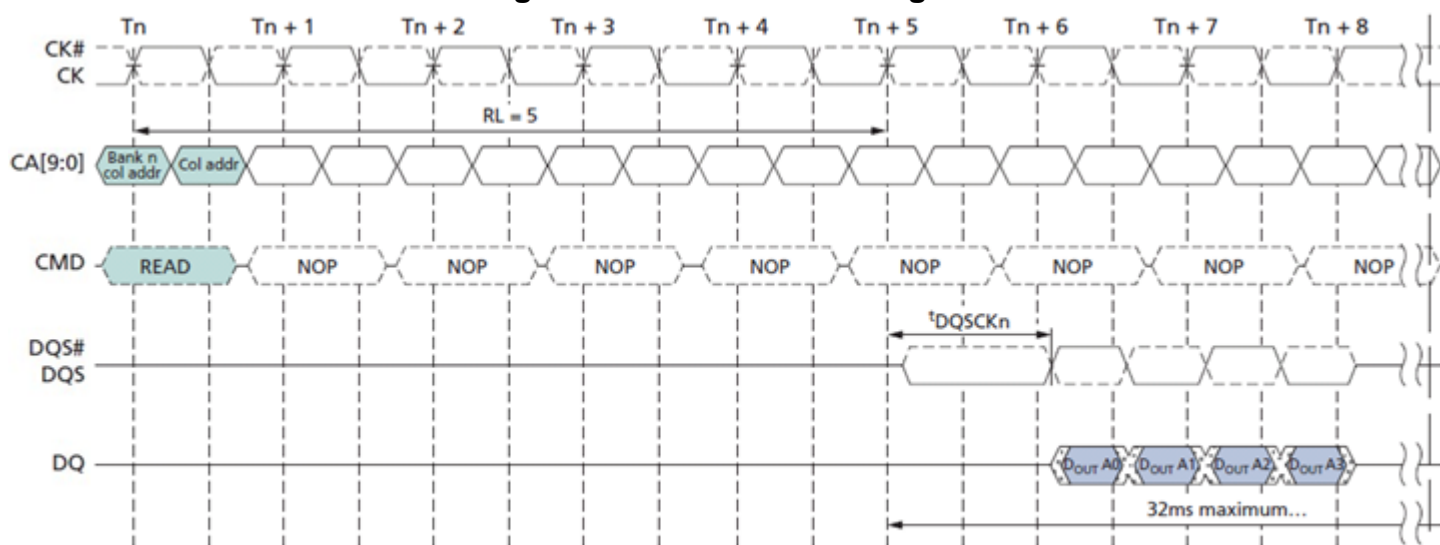 Tn Tn + 1 Tn + 2 Tn + 3 Tn + 4 Tn + 5 Tn + 6 Tn + 7 Tn + 8
CK#
CK
RL = 5
CA[9:0] Bank n col addr Col addr
CMD READ NOP NOP NOP NOP NOP NOP NOP NOP
tDQSCKn
DQS#
DQS
DQ DOUT A0 DOUT A1 DOUT A2 DOUT A3
32ms maximum...